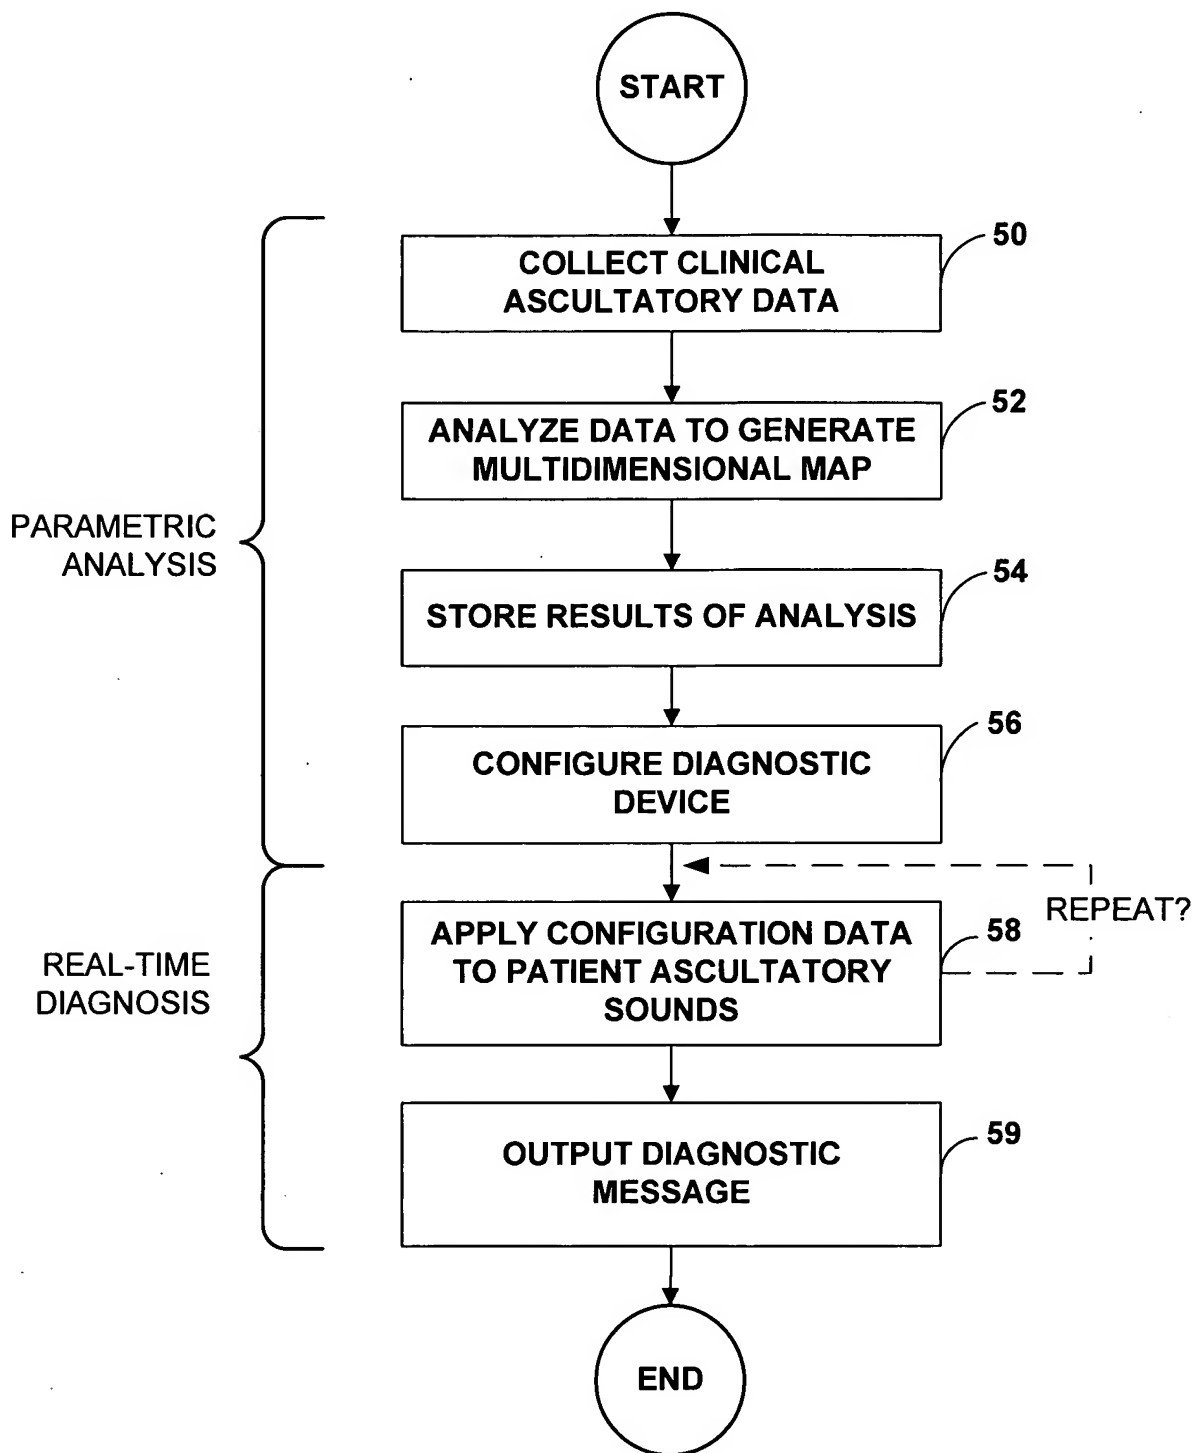 START
50
COLLECT CLINICAL
ASCULTATORY DATA
52
ANALYZE DATA TO GENERATE
MULTIDIMENSIONAL MAP
PARAMETRIC
ANALYSIS
54
STORE RESULTS OF ANALYSIS
56
CONFIGURE DIAGNOSTIC
DEVICE
REPEAT?
58
APPLY CONFIGURATION DATA
TO PATIENT ASCULTATORY
SOUNDS
REAL-TIME
DIAGNOSIS
59
OUTPUT DIAGNOSTIC
MESSAGE
END